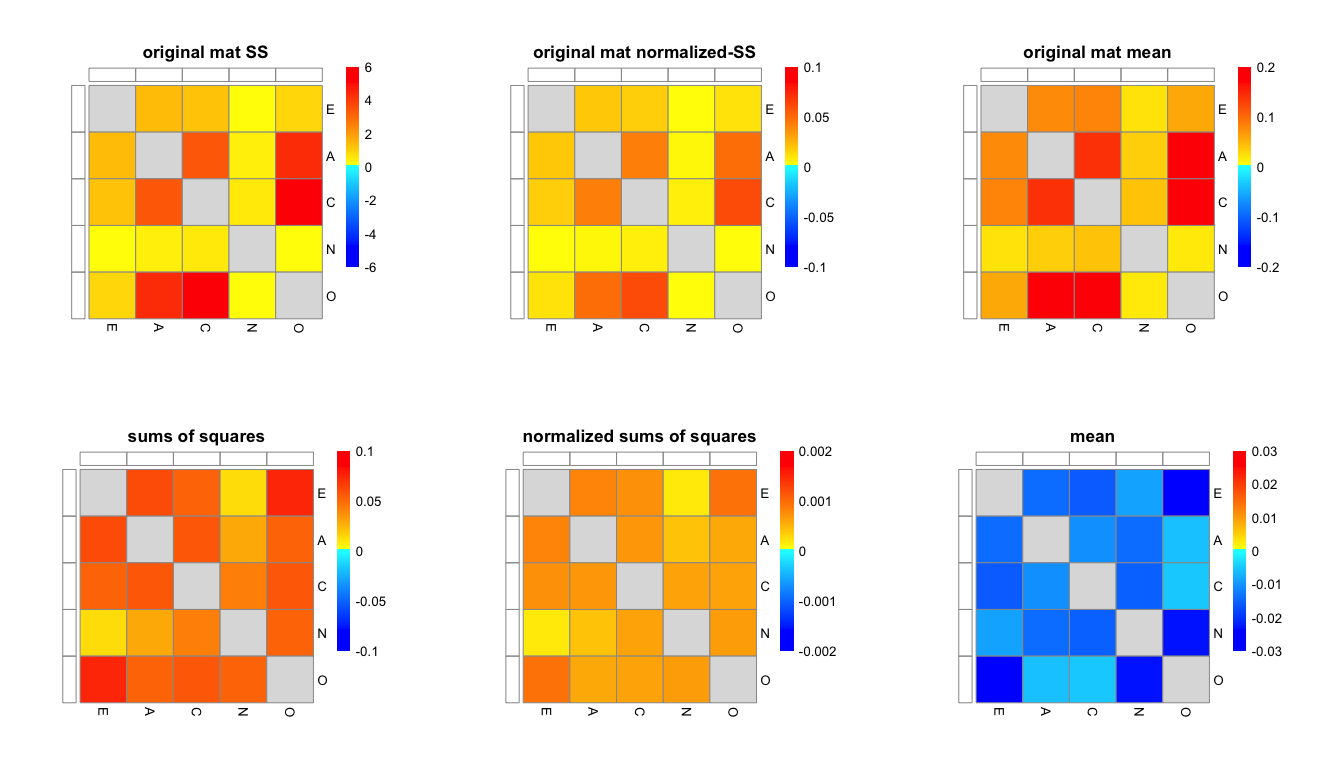 original mat SS
6
4
2
0
-2
-4
-6
E
A
C
N
O
E A C N O
original mat normalized-SS
0.1
0.05
0
-0.05
-0.1
E
A
C
N
O
E A C N O
original mat mean
0.2
0.1
0
-0.1
-0.2
E
A
C
N
O
E A C N O
sums of squares
0.1
0.05
0
-0.05
-0.1
E
A
C
N
O
E A C N O
normalized sums of squares
0.002
0.001
0
-0.001
-0.002
E
A
C
N
O
E A C N O
mean
0.03
0.02
0.01
0
-0.01
-0.02
-0.03
E
A
C
N
O
E A C N O